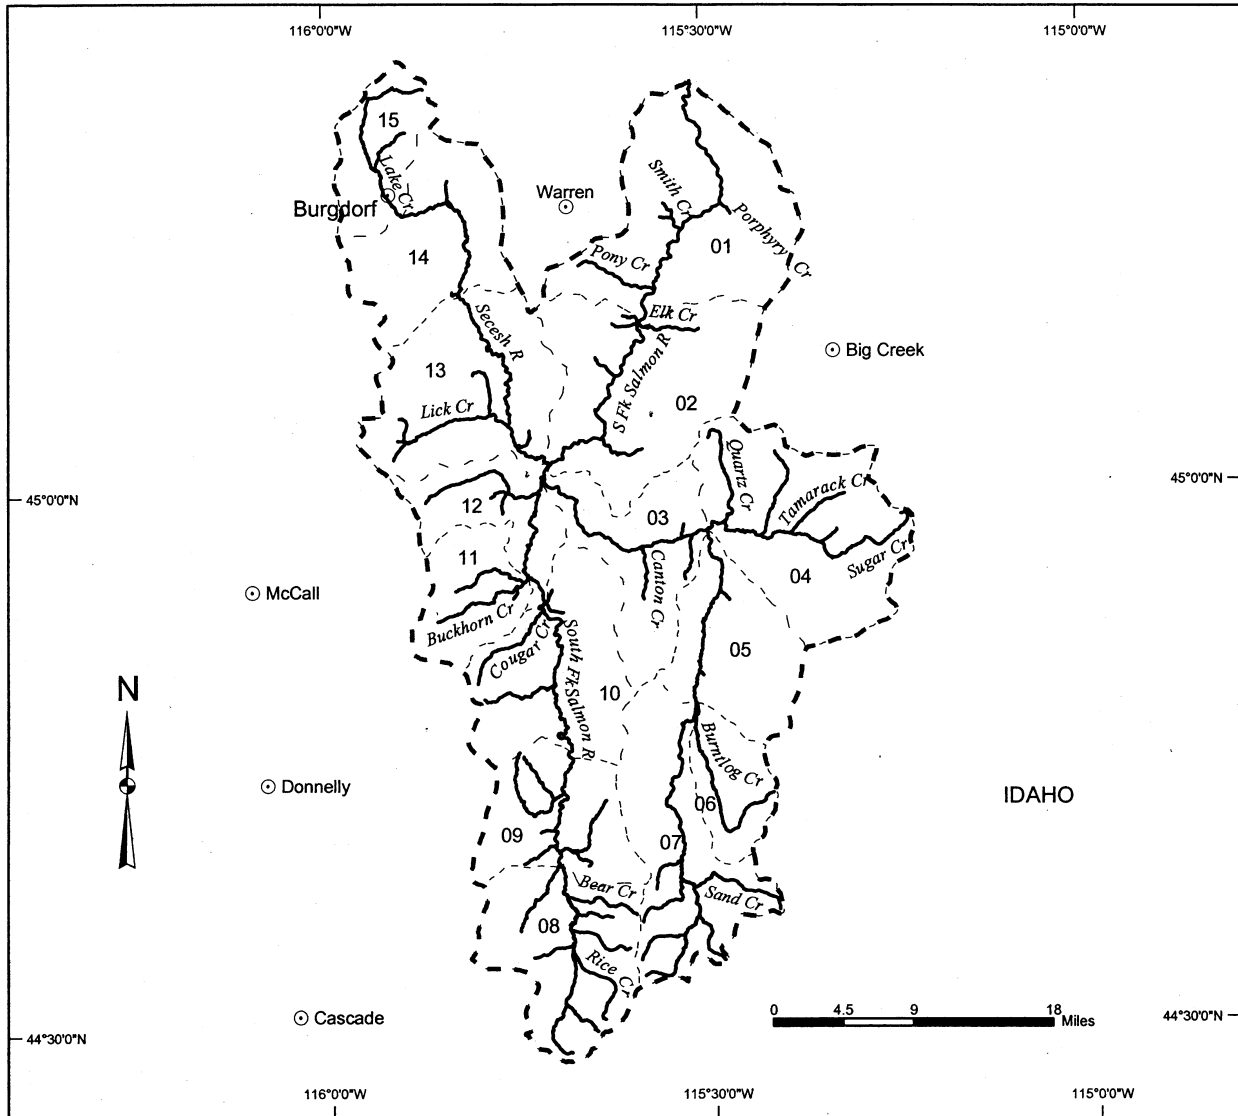 116°0'0"W
115°30'0"W
115°0'0"W
15
Lake Cr
Burgdorf
Warren
Smith Cr
Porphyry Cr
01
14
Pony Cr
Elk Cr
Secesh R
S Fk Salmon R
Big Creek
13
02
Lick Cr
Quartz Cr
Tamarack Cr
45°0'0"N
45°0'0"N
12
03
11
Canton Cr
04
Sugar Cr
McCall
Buckhorn Cr
Cougar Cr
05
South Fk Salmon R
10
N
Burntlog Cr
Donnelly
06
IDAHO
09
07
Bear Cr
Sand Cr
08
Rice Cr
Cascade
0 4.5 9 18
Miles
44°30'0"N
44°30'0"N
116°0'0"W
115°30'0"W
115°0'0"W